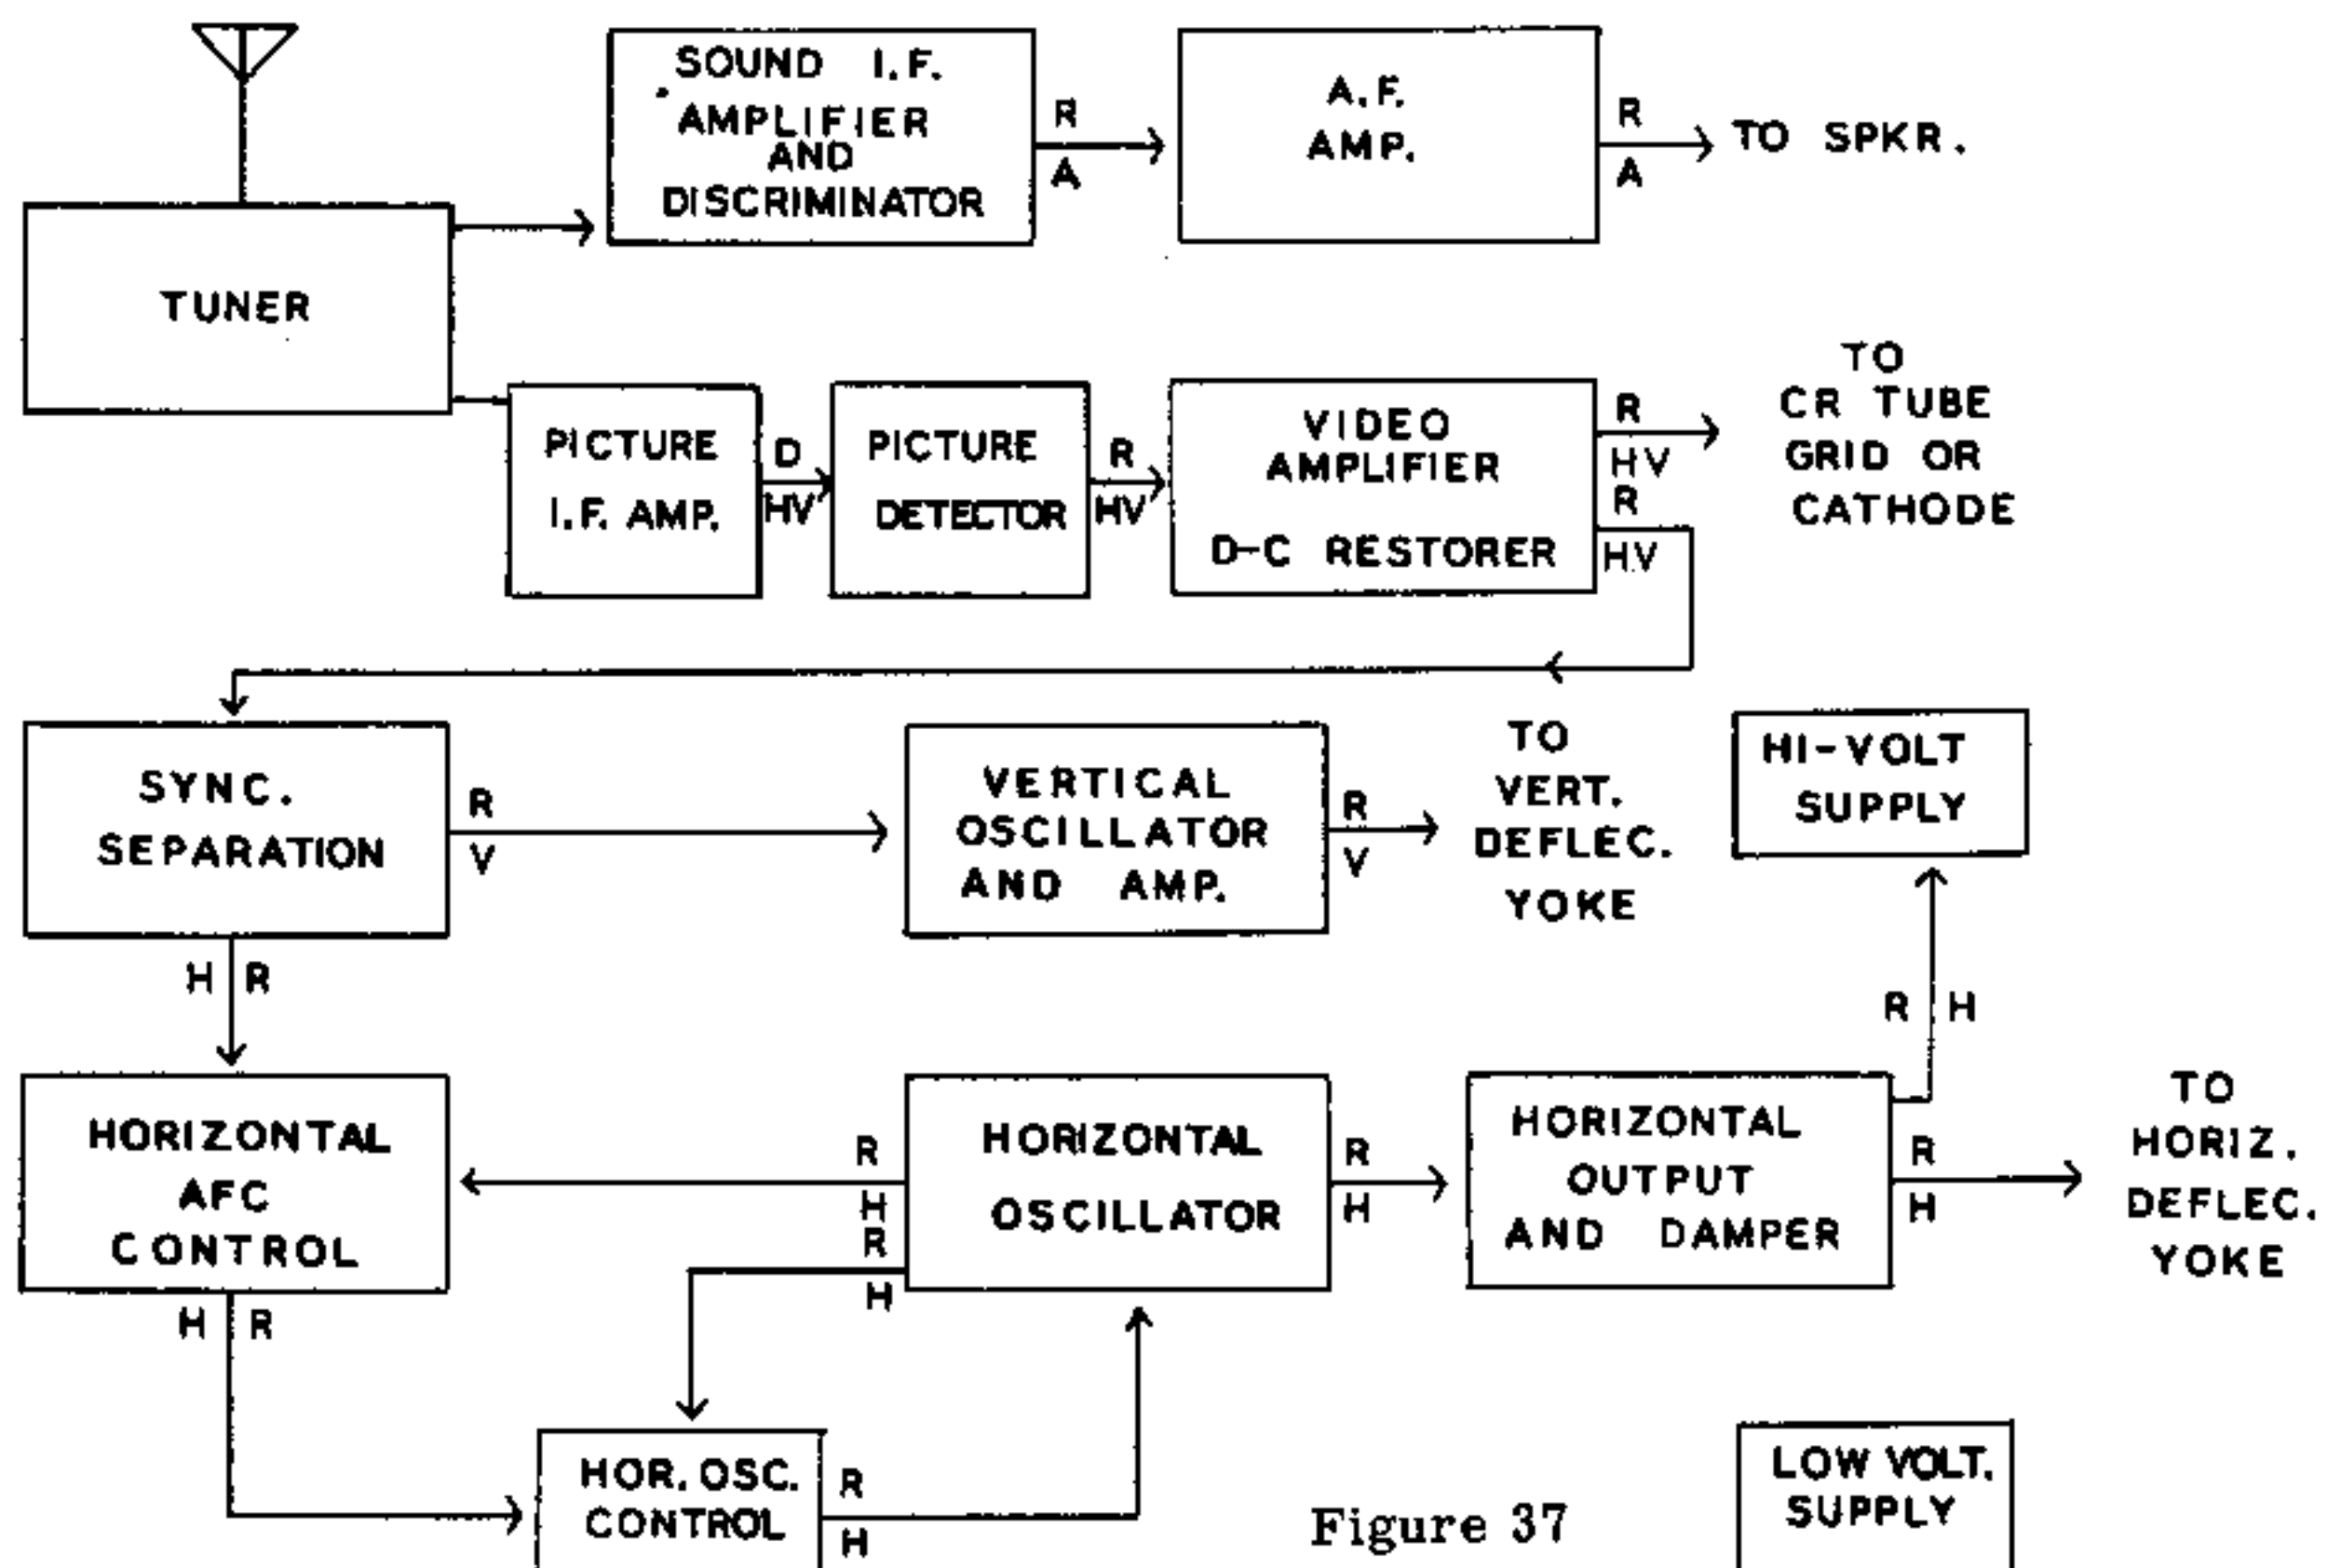 SOUND I.F.
AMPLIFIER
AND
DISCRIMINATOR
R
A
A.F.
AMP.
R
A
TO SPKR.
TUNER
PICTURE
I.F. AMP.
D
HV
PICTURE
DETECTOR
R
HV
VIDEO
AMPLIFIER
D-C RESTORER
R
HV
R
HV
TO
CR TUBE
GRID OR
CATHODE
SYNC.
SEPARATION
R
V
VERTICAL
OSCILLATOR
AND AMP.
R
V
TO
VERT.
DEFLEC.
YOKE
HI-VOLT
SUPPLY
H R
R H
HORIZONTAL
AFC
CONTROL
R
H
R
H
HORIZONTAL
OSCILLATOR
R
H
HORIZONTAL
OUTPUT
AND DAMPER
R
H
TO
HORIZ.
DEFLEC.
YOKE
H R
HOR. OSC.
CONTROL
R
H
Figure 37
LOW VOLT.
SUPPLY